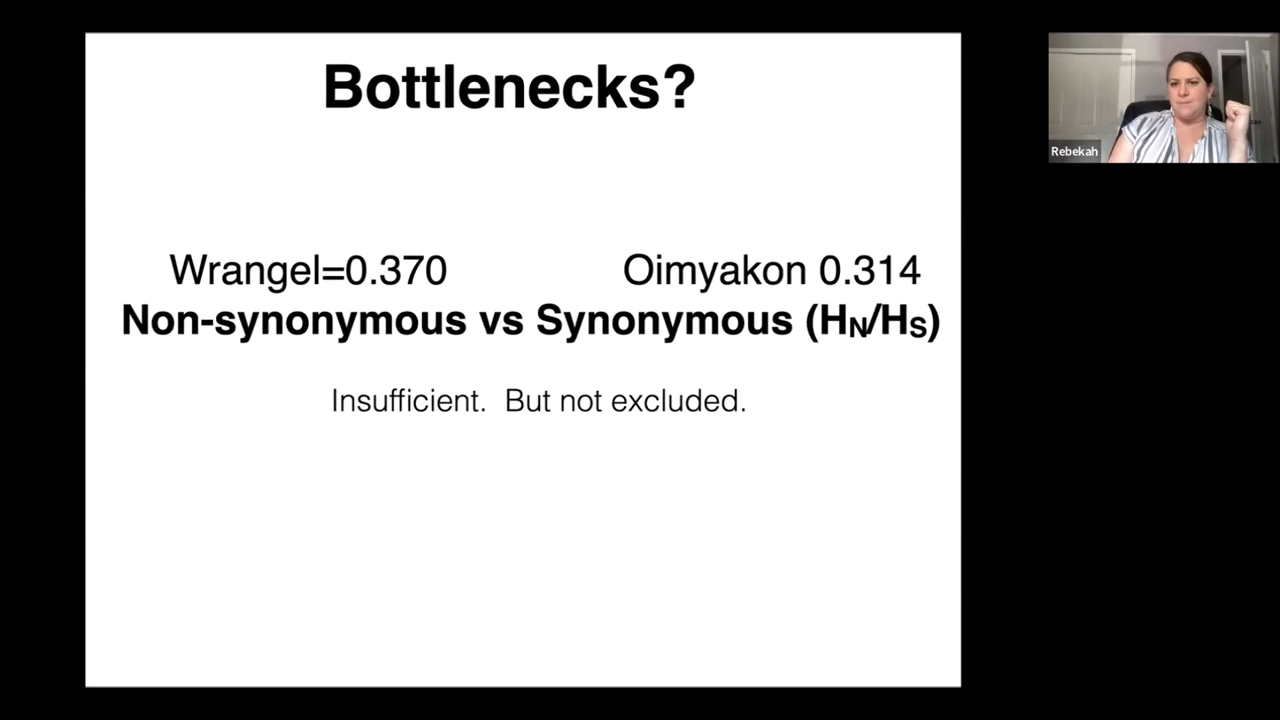 Bottlenecks?
Wrangel=0.370 Oimyakon 0.314
Non-synonymous vs Synonymous (HN/HS)
Insufficient. But not excluded.
Rebekah